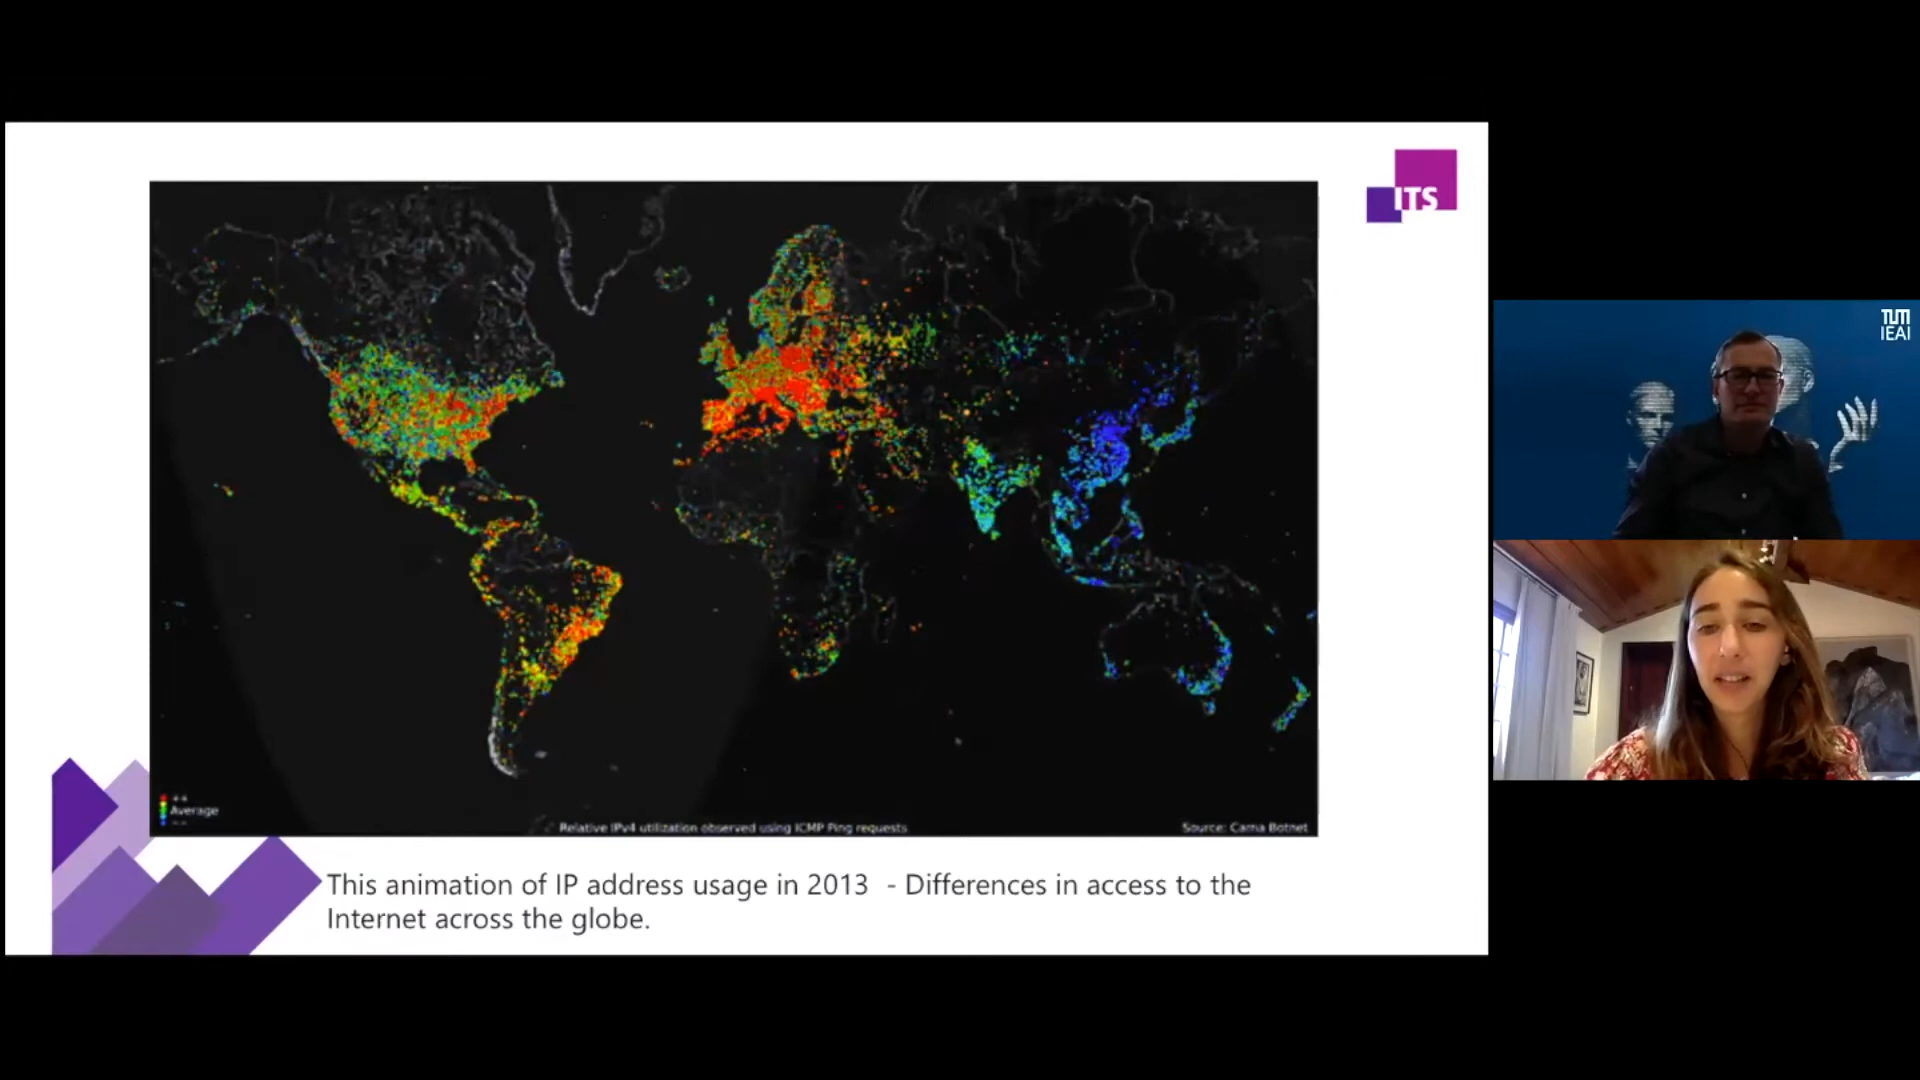 ITS
TUM
IEAI
Average
Relative IPv4 utilization observed using ICMP Ping requests
Source: Carna Botnet
This animation of IP address usage in 2013 - Differences in access to the
Internet across the globe.